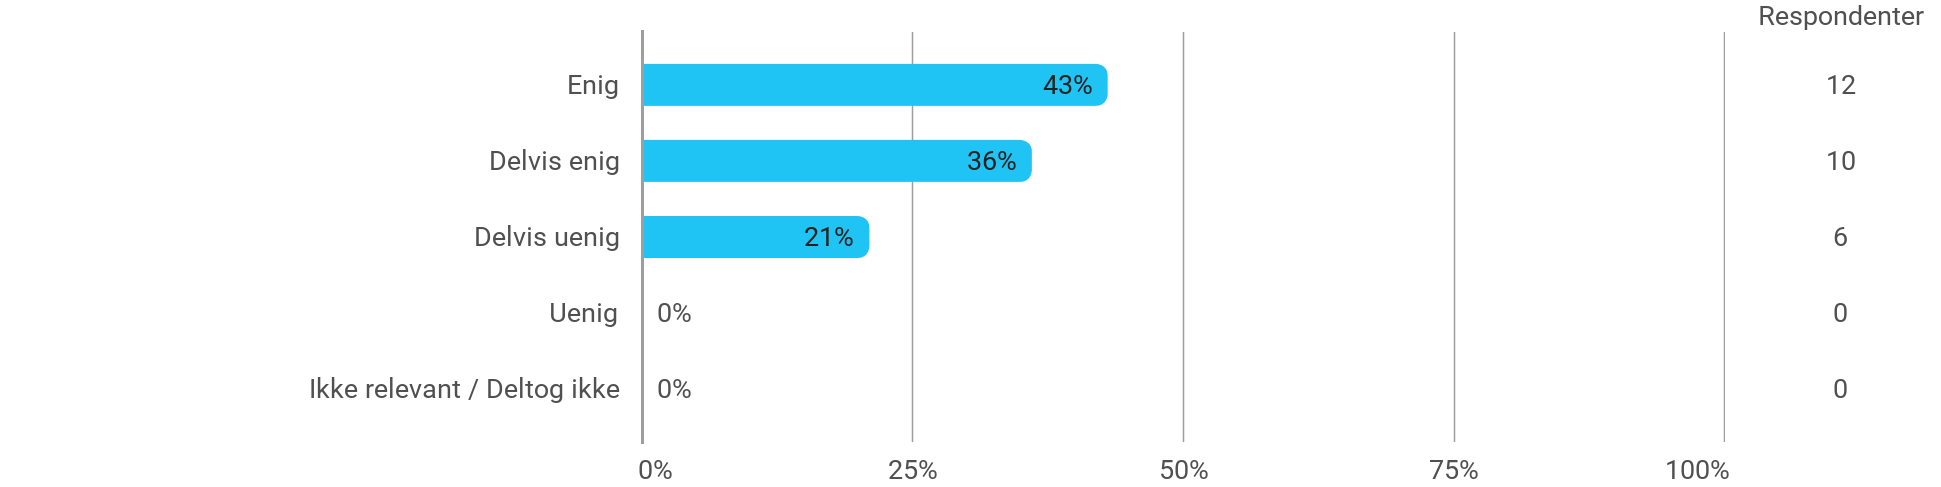 Respondenter
Enig 43% 12
Delvis enig 36% 10
Delvis uenig 21% 6
Uenig 0% 0
Ikke relevant / Deltog ikke 0% 0
0% 25% 50% 75% 100%